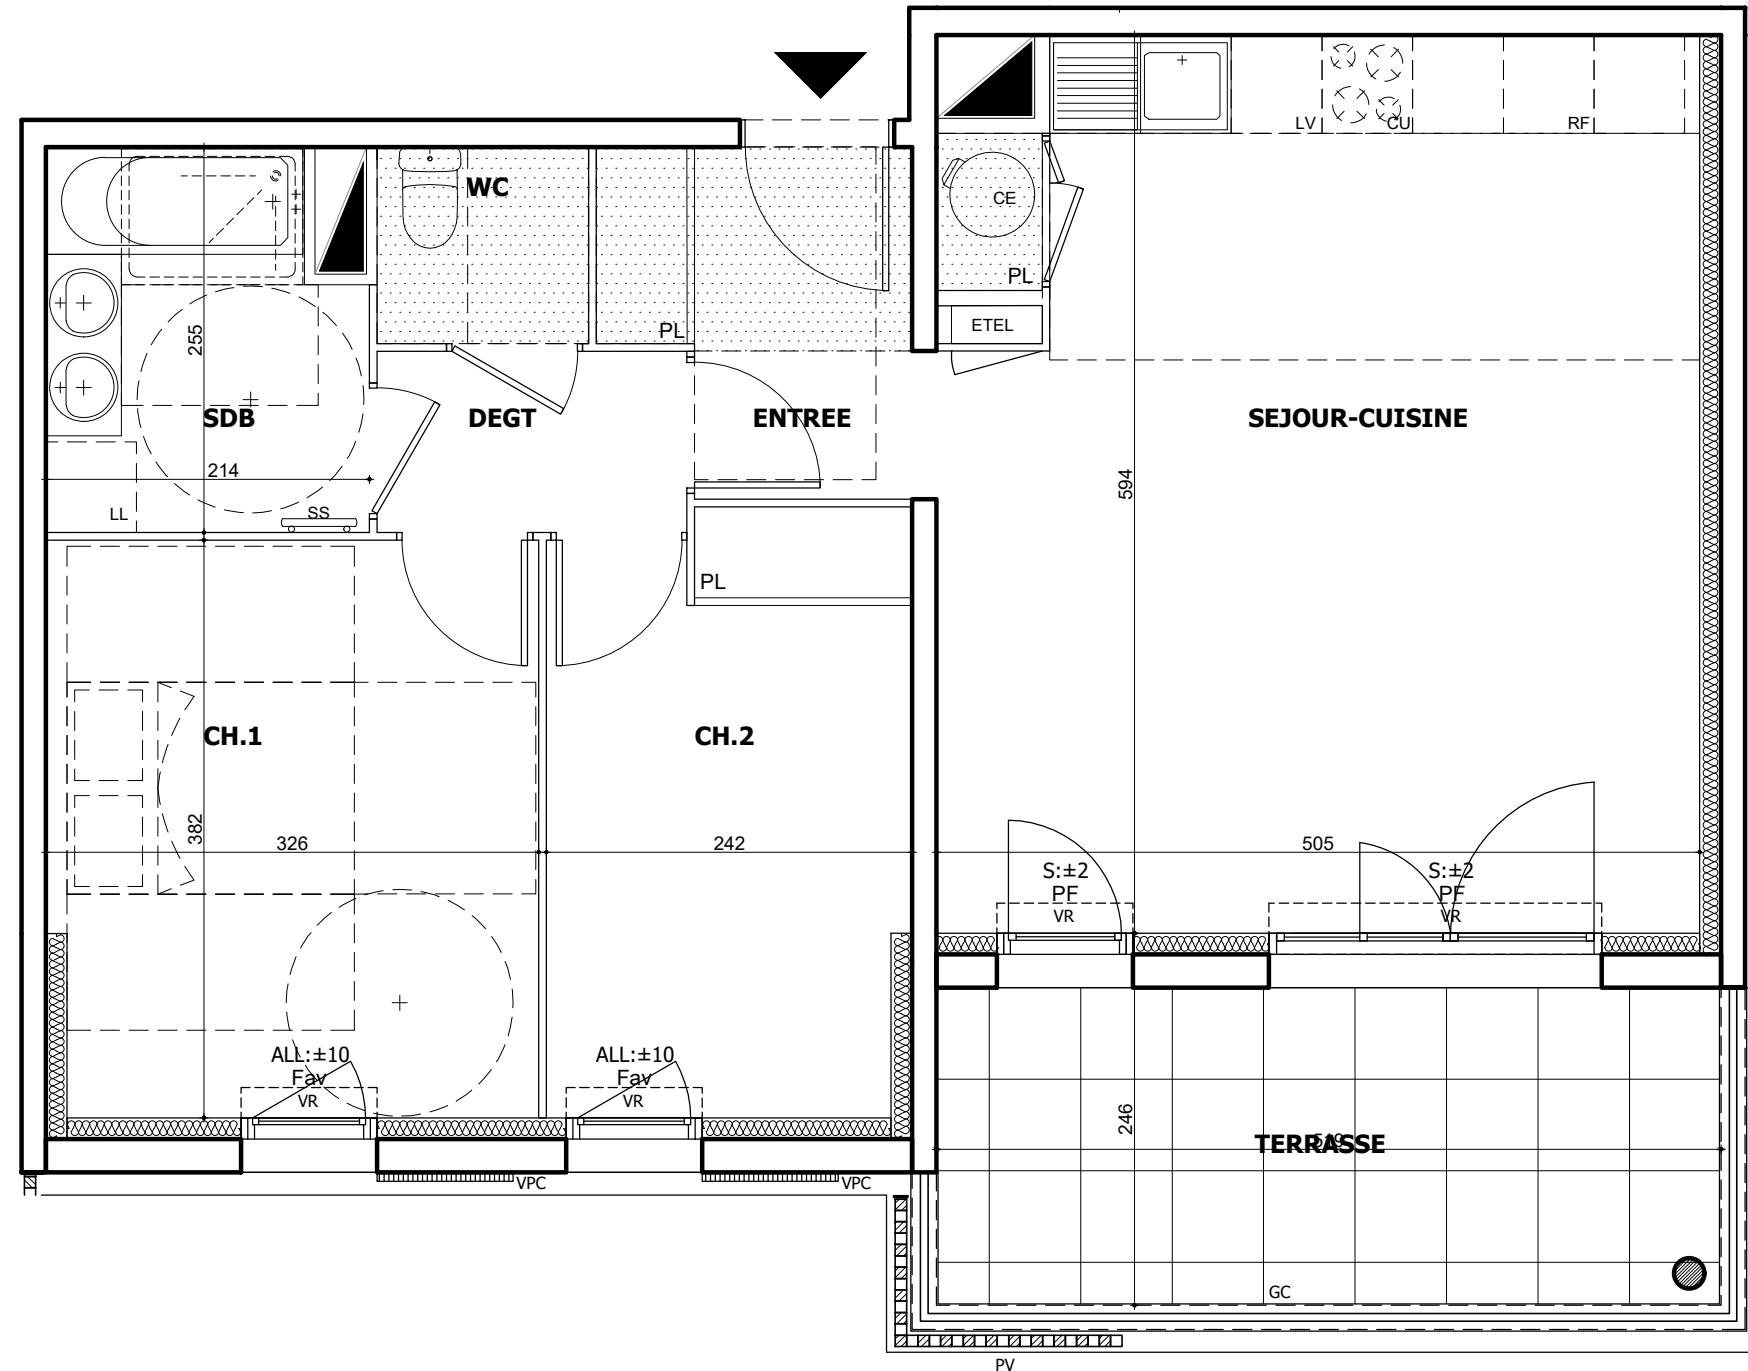 LV
CU
RF
WC
CE
PL
ETEL
PL
255
SDB
DEGT
ENTREE
SEJOUR-CUISINE
214
594
LL
SS
PL
CH.1
CH.2
382
326
242
505
S:±2
PF
VR
S:±2
PF
VR
ALL:±10
Fav
VR
ALL:±10
Fav
VR
246
TERRASSE
VPC
VPC
GC
PV